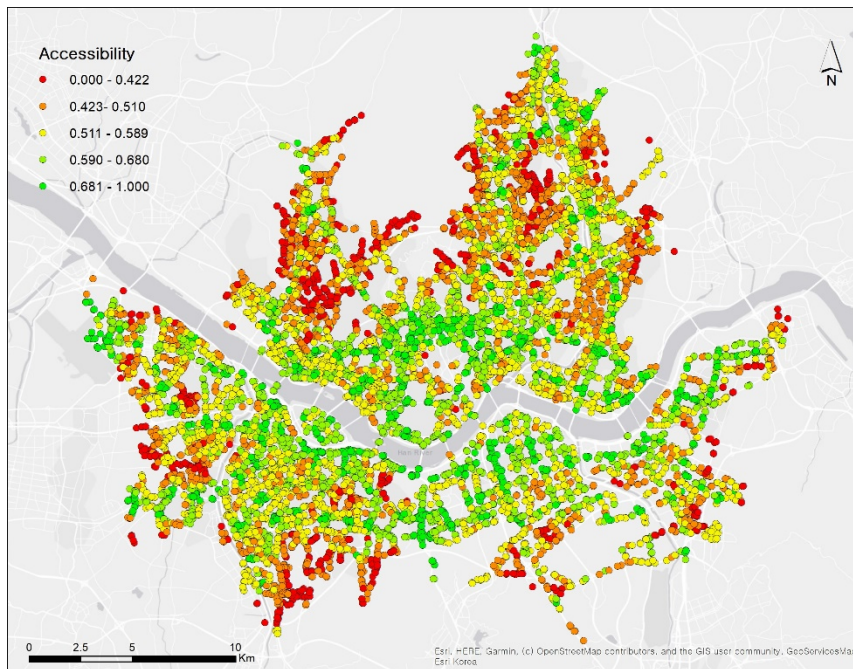 Accessibility
0.000 - 0.422
0.423 - 0.510
0.511 - 0.589
0.590 - 0.680
0.681 - 1.000
N
Han River
0 2.5 5 10
Km
Esri, HERE, Garmin, (c) OpenStreetMap contributors, and the GIS user community, GeoServicesMa
Esri Korea